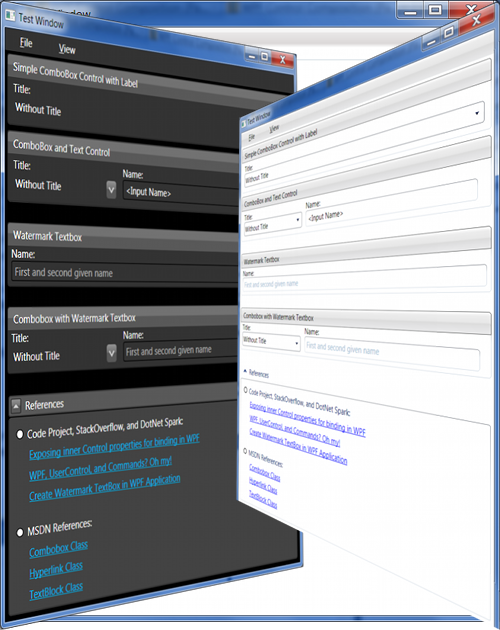 Window
Test Window
File View
Simple ComboBox Control with Label
Title:
Without Title
ComboBox and Text Control
Title: Name:
Without Title <Input Name>
Watermark Textbox
Name:
First and second given name
Combobox with Watermark Textbox
Title: Name:
Without Title First and second given name
References
Code Project, StackOverflow, and DotNet Spark:
Exposing inner Control properties for binding in WPF
WPF, UserControl, and Commands? Oh my!
Create Watermark TextBox in WPF Application
MSDN References:
Combobox Class
Hyperlink Class
TextBlock Class
Test Window
File View
Simple ComboBox Control with Label
Title:
Without Title
ComboBox and Text Control
Title: Name:
Without Title <Input Name>
Watermark Textbox
Name:
First and second given name
Combobox with Watermark Textbox
Title: Name:
Without Title First and second given name
References
Code Project, StackOverflow, and DotNet Spark:
Exposing inner Control properties for binding in WPF
WPF, UserControl, and Commands? Oh my!
Create Watermark TextBox in WPF Application
MSDN References:
Combobox Class
Hyperlink Class
TextBlock Class